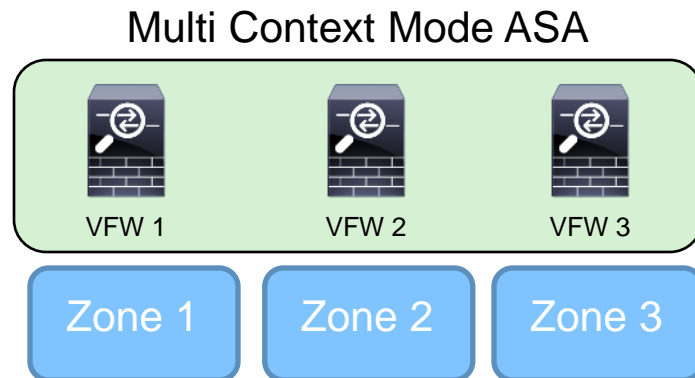 Multi Context Mode ASA
VFW 1 VFW 2 VFW 3
Zone 1 Zone 2 Zone 3